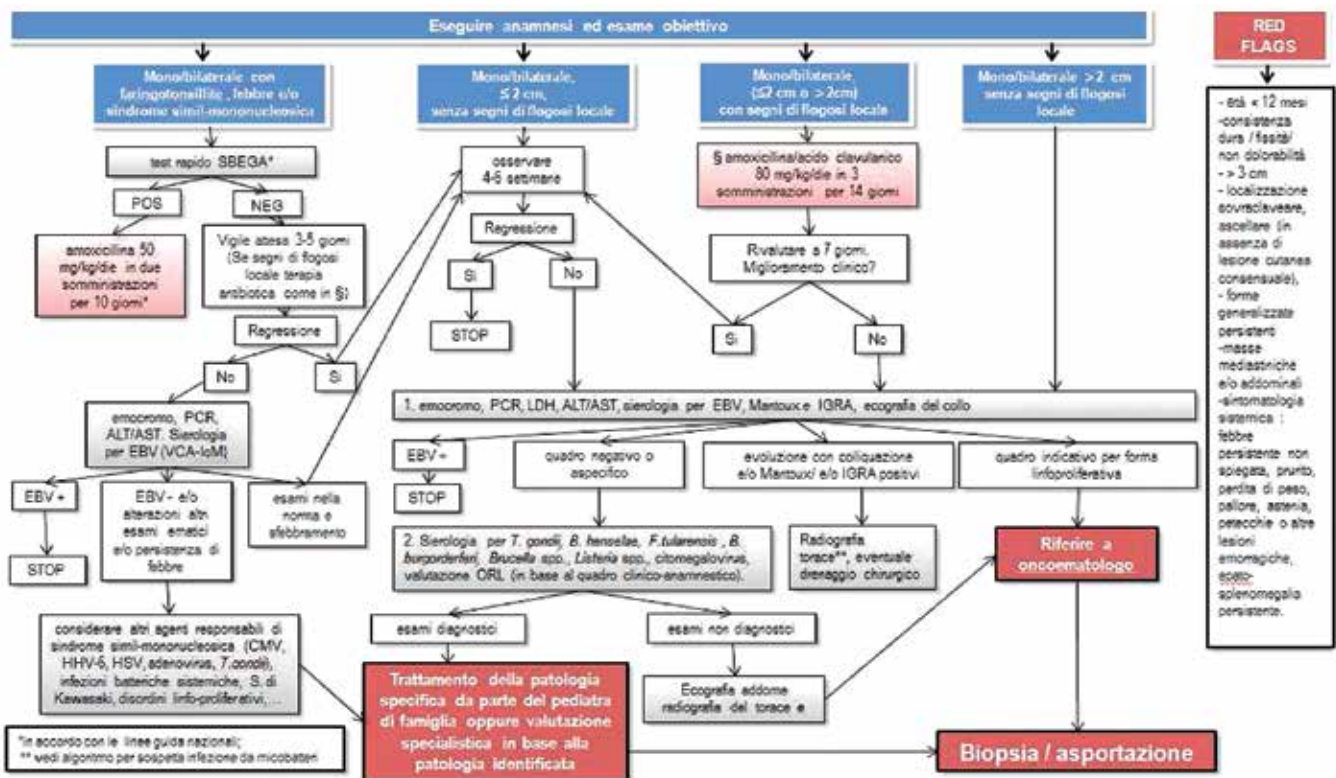 Eseguire anamnesi ed esame obiettivo
RED
FLAGS
Mono/bilaterale con
faringotonsillite, febbre e/o
sindrome simil-mononucleosica
Mono/bilaterale,
≤ 2 cm,
senza segni di flogosi locale
Mono/bilaterale,
(≤2 cm o > 2cm)
con segni di flogosi locale
Mono/bilaterale >2 cm
senza segni di flogosi
locale
test rapido SBEGA*
POS
NEG
amoxicillina 50
mg/kg/die in due
somministrazioni
per 10 giorni*
Vigile attesa 3-5 giorni
(Se segni di flogosi
locale terapia
antibiotica come in §)
Regressione
No
Si
emocromo, PCR,
ALT/AST. Sierologia
per EBV (VCA-IgM)
EBV +
STOP
EBV - e/o
alterazioni altri
esami ematici
e/o persistenza di
febbre
esami nella
norma e
sfebbramento
considerare altri agenti responsabili di
sindrome simil-mononucleosica (CMV,
HHV-6, HSV, adenovirus, T.gondii),
infezioni batteriche sistemiche, S. di
Kawasaki, disordini linfo-proliferativi,...
*in accordo con le linee guida nazionali;
** vedi algoritmo per sospetta infezione da micobatteri
osservare
4-6 settimane
Regressione
Si
No
STOP
§ amoxicillina/acido clavulanico
80 mg/kg/die in 3
somministrazioni per 14 giorni
Rivalutare a 7 giorni.
Miglioramento clinico?
Si
No
1. emocromo, PCR, LDH, ALT/AST, sierologia per EBV, Mantoux e IGRA, ecografia del collo
EBV +
STOP
quadro negativo o
aspecifico
evoluzione con colliquazione
e/o Mantoux/ e/o IGRA positivi
quadro indicativo per forma
linfoproliferativa
2. Sierologia per T. gondii, B. henselae, F.tularensis, B.
burgorderferi, Brucella spp., Listeria spp., citomegalovirus,
valutazione ORL (in base al quadro clinico-anamnestico).
Radiografia
torace**, eventuale
drenaggio chirurgico
Riferire a
oncoematologo
esami diagnostici
esami non diagnostici
Trattamento della patologia
specifica da parte del pediatra
di famiglia oppure valutazione
specialistica in base alla
patologia identificata
Ecografia addome
radiografia del torace e
Biopsia / asportazione
- età < 12 mesi
-consistenza
dura /fissità/
non dolorabilità
- > 3 cm
- localizzazione
sovraclaveare,
ascellare (in
assenza di
lesione cutanea
consensuale),
- forme
generalizzate
persistenti
-masse
mediastiniche
e/o addominali
-sintomatologia
sistemica :
febbre
persistente non
spiegata, prurito,
perdita di peso,
pallore, astenia,
petecchie o altre
lesioni
emorragiche,
epato-
splenomegalia
persistente.